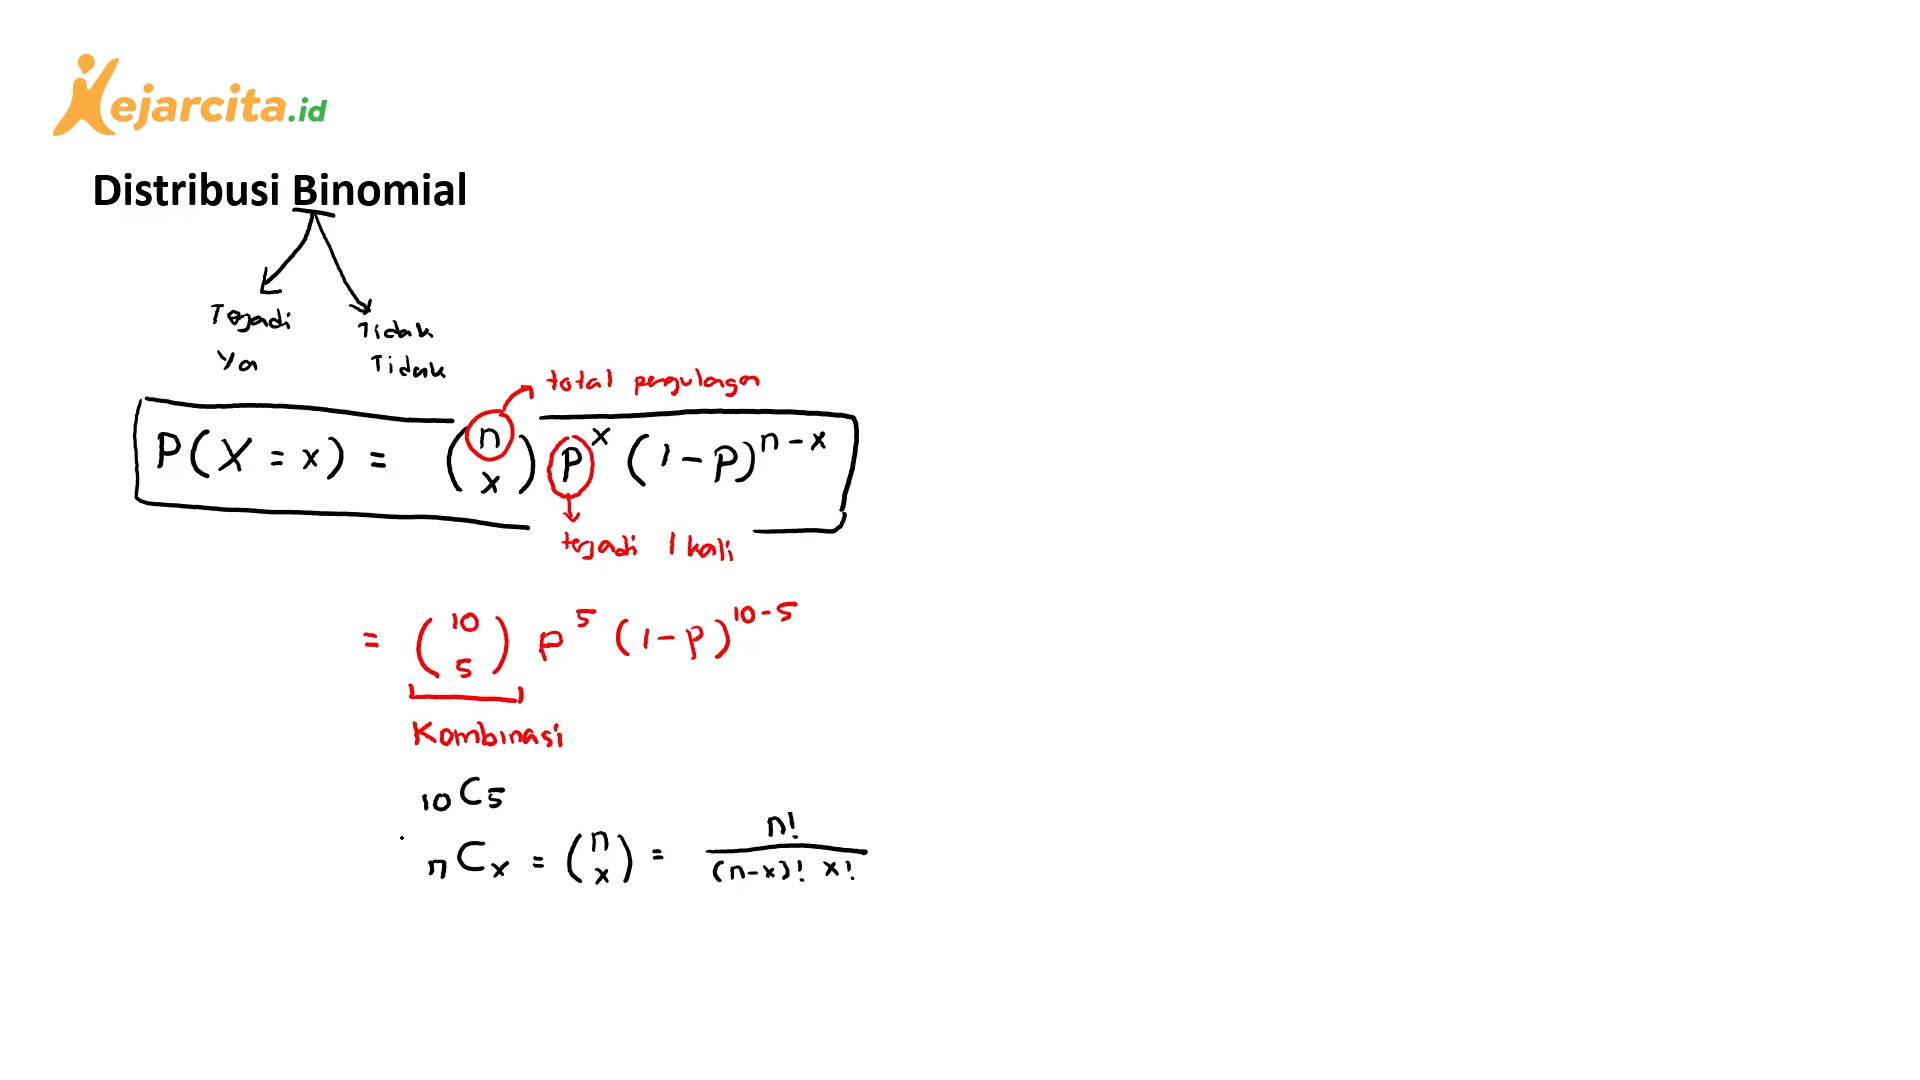 Kejarcita.id
Distribusi Binomial
Terjadi Tidak
Ya Tidak
total pengulangan
P(X = x) = (n x) p^x (1-p)^{n-x}
terjadi 1 kali
= (10 5) p^5 (1-p)^{10-5}
Kombinasi
₁₀C₅
ₙCₓ = (n x) = n! / (n-x)! x!